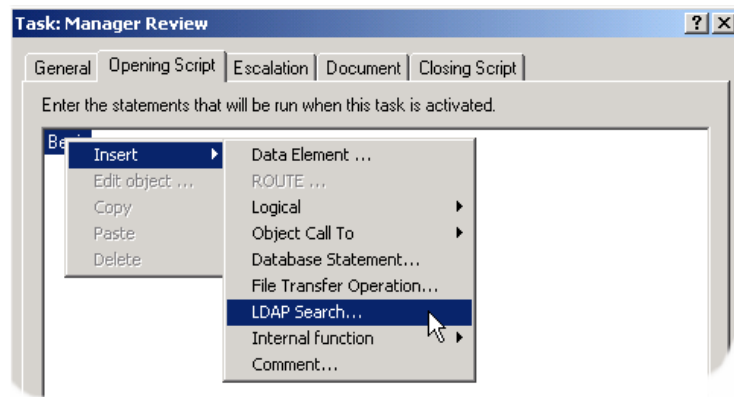 Task: Manager Review
General Opening Script Escalation Document Closing Script
Enter the statements that will be run when this task is activated.
Insert
Edit object ...
Copy
Paste
Delete
Data Element ...
ROUTE ...
Logical
Object Call To
Database Statement...
File Transfer Operation...
LDAP Search...
Internal function
Comment...